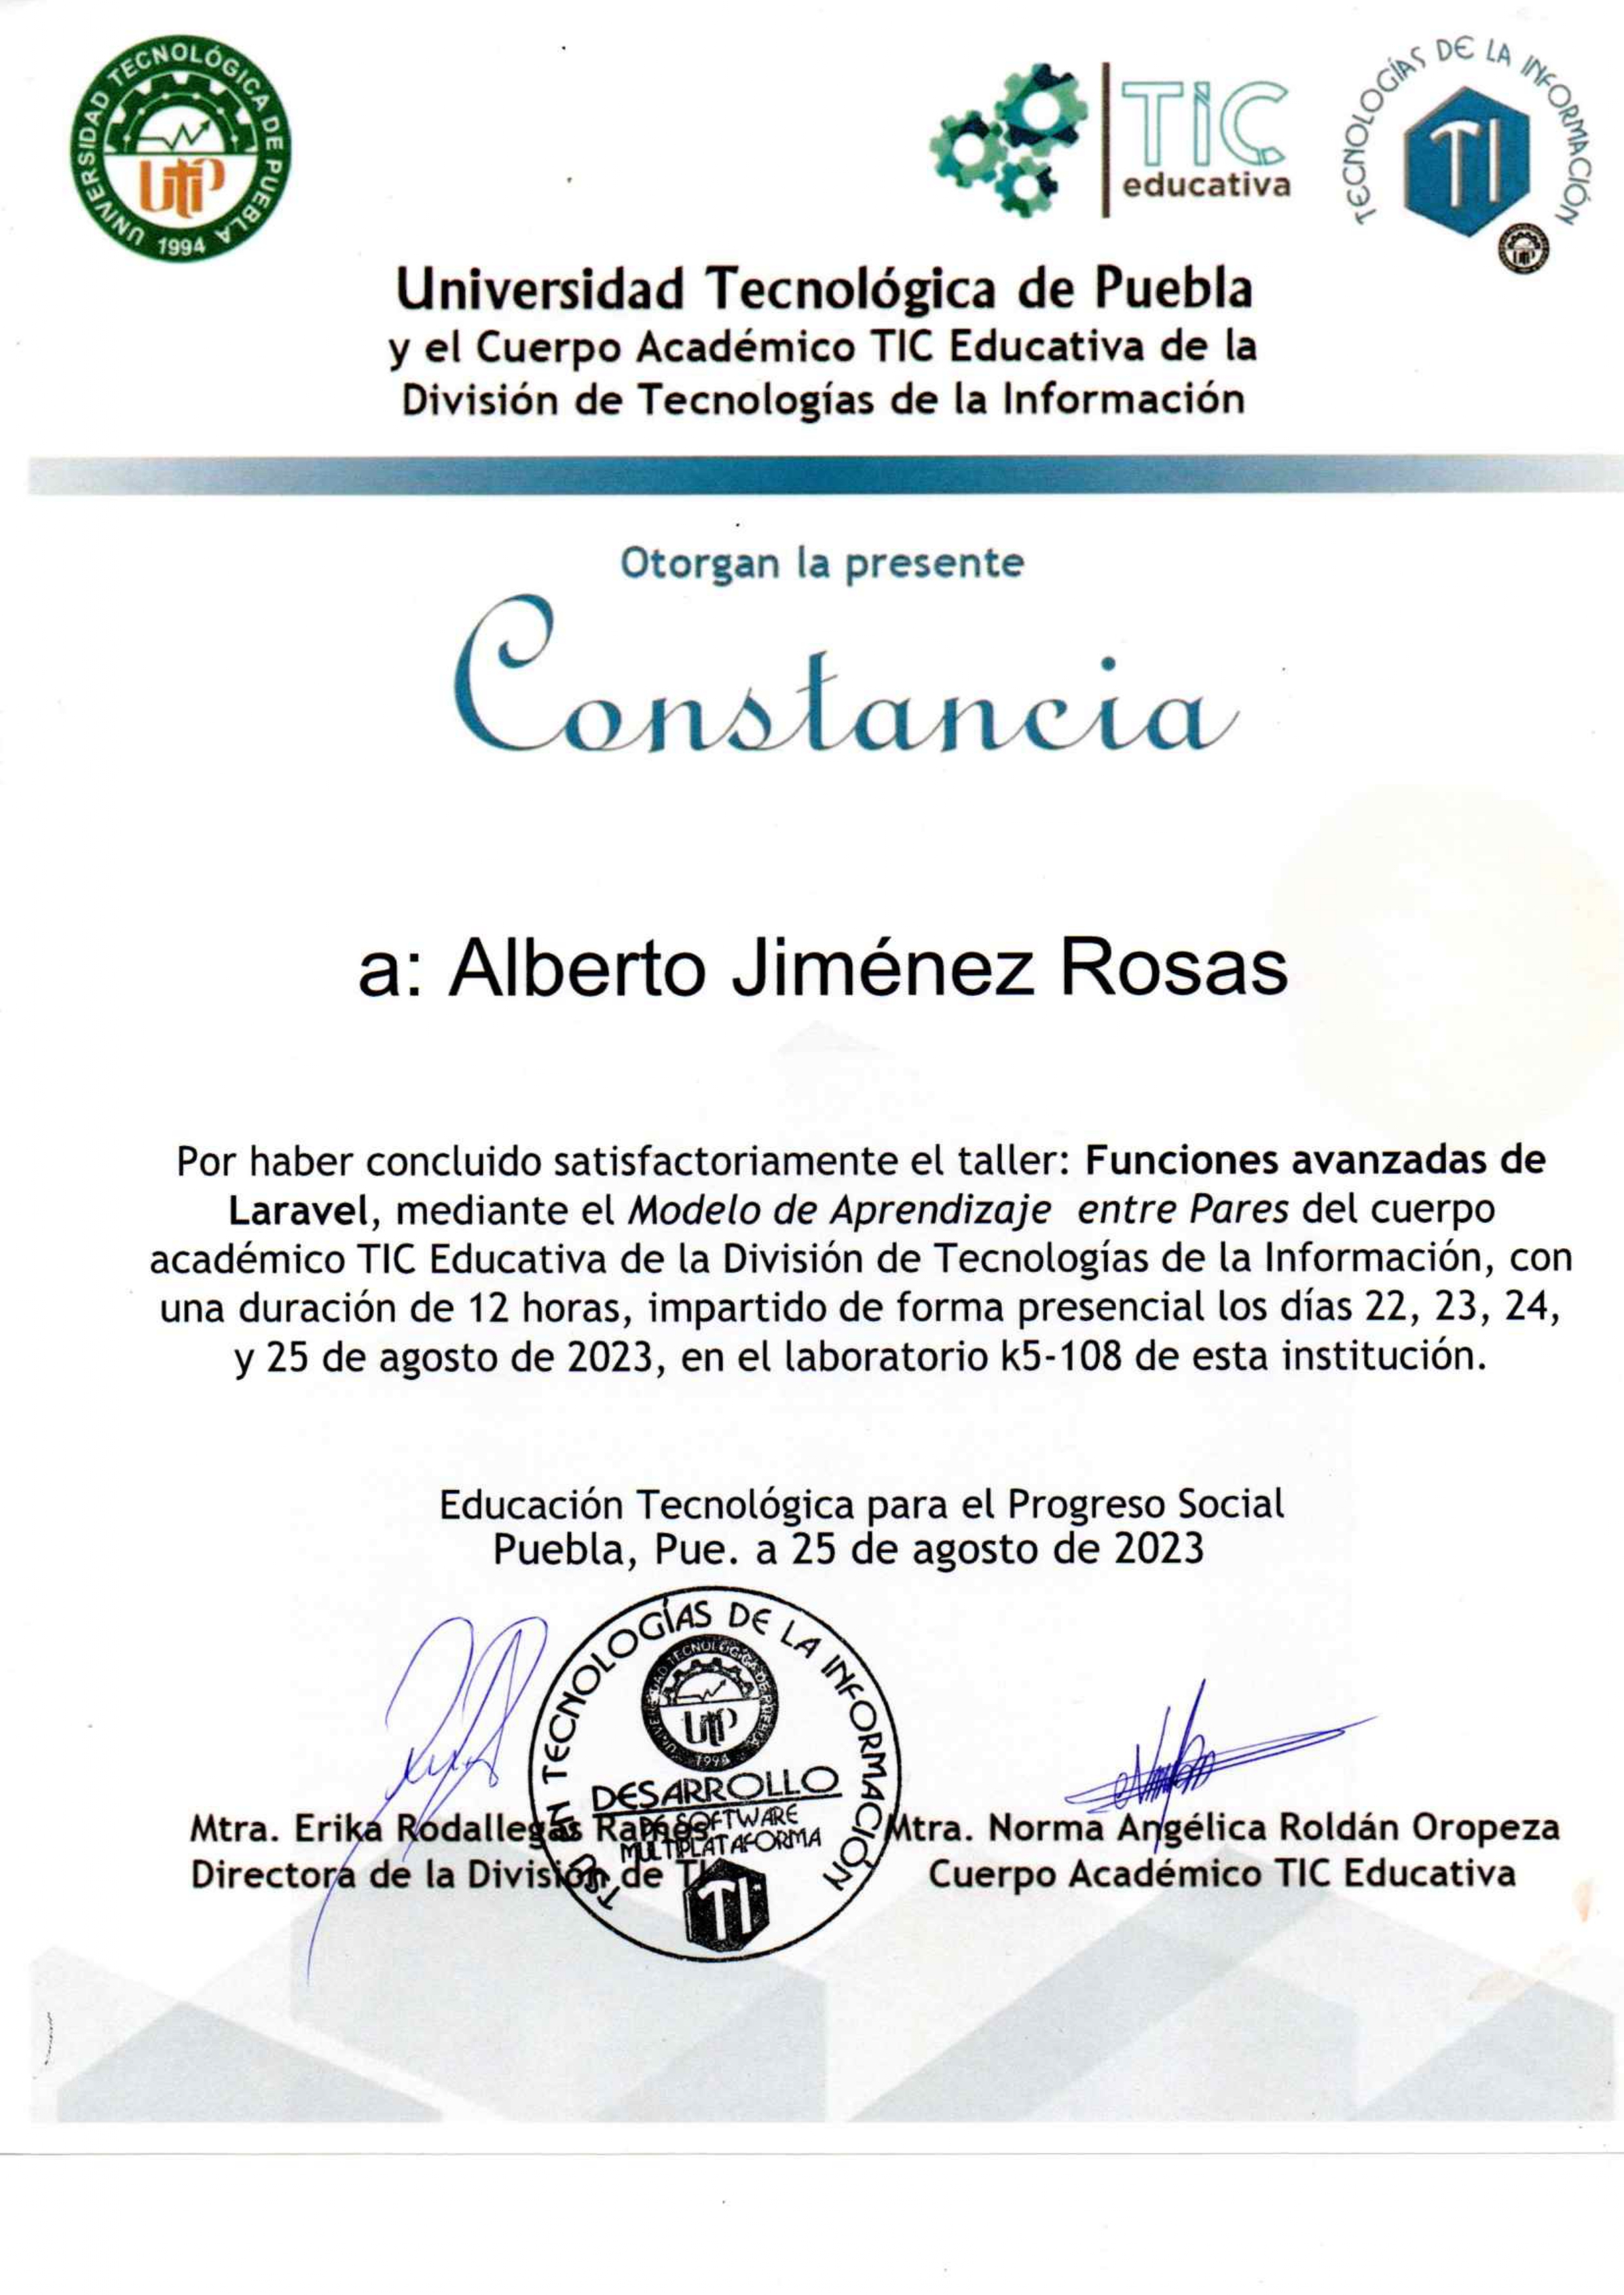 UNIVERSIDAD TECNOLÓGICA DE PUEBLA
UTP
1994
TIC
educativa
TECNOLOGÍAS DE LA INFORMACIÓN
TI
Universidad Tecnológica de Puebla
y el Cuerpo Académico TIC Educativa de la
División de Tecnologías de la Información
Otorgan la presente
Constancia
a: Alberto Jiménez Rosas
Por haber concluido satisfactoriamente el taller: Funciones avanzadas de
Laravel, mediante el Modelo de Aprendizaje entre Pares del cuerpo
académico TIC Educativa de la División de Tecnologías de la Información, con
una duración de 12 horas, impartido de forma presencial los días 22, 23, 24,
y 25 de agosto de 2023, en el laboratorio k5-108 de esta institución.
Educación Tecnológica para el Progreso Social
Puebla, Pue. a 25 de agosto de 2023
TSU EN TECNOLOGÍAS DE LA INFORMACIÓN
UNIVERSIDAD TECNOLÓGICA DE PUEBLA
UTP
1994
DESARROLLO
DE SOFTWARE
MULTIPLATAFORMA
TI
Mtra. Erika Rodallegas Ramos
Directora de la División de TI
Mtra. Norma Angélica Roldán Oropeza
Cuerpo Académico TIC Educativa